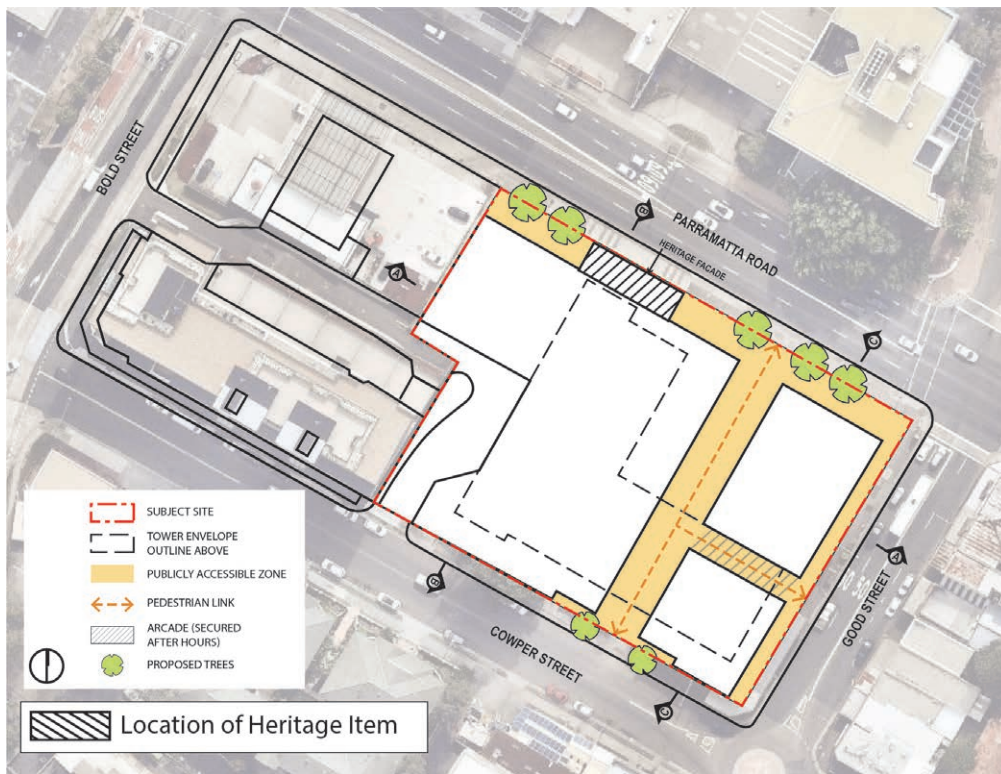 BOLD STREET
PARRAMATTA ROAD
HERITAGE FACADE
B
A
C
GOOD STREET
A
B
COWPER STREET
C
SUBJECT SITE
TOWER ENVELOPE
OUTLINE ABOVE
PUBLICLY ACCESSIBLE ZONE
PEDESTRIAN LINK
ARCADE (SECURED
AFTER HOURS)
PROPOSED TREES
Location of Heritage Item